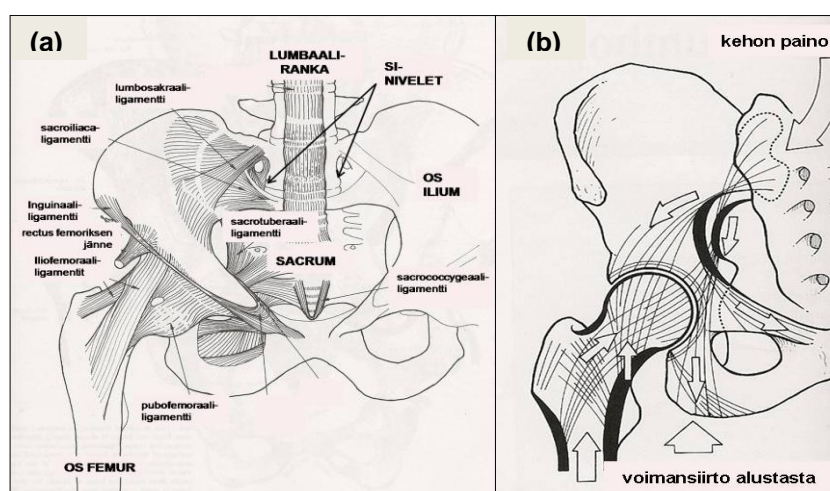 (a)
LUMBAALI-
RANKA
SI-
NIVELET
lumbosakraali-
ligamentti
sacroiliaca-
ligamentti
OS
ILIUM
Inguinaali-
ligamentti
rectus femoriksen
jänne
Iliofemoraali-
ligamentit
sacrotuberaali-
ligamentti
SACRUM
sacrococcygeaali-
ligamentti
pubofemoraali-
ligamentti
OS FEMUR
(b)
kehon paino
voimansiirto alustasta